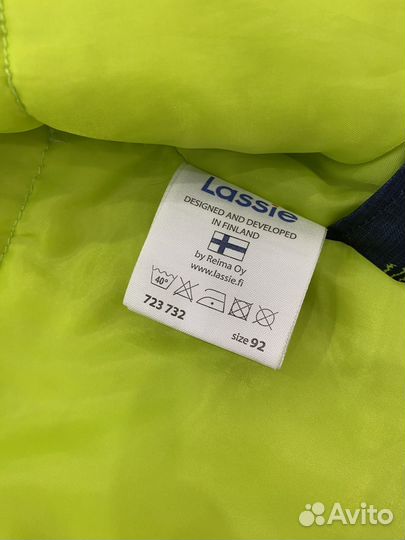 Lassie
DESIGNED AND DEVELOPED
IN FINLAND
by Reima Oy
www.lassie.fi
40°
723 732
size 92
Avito